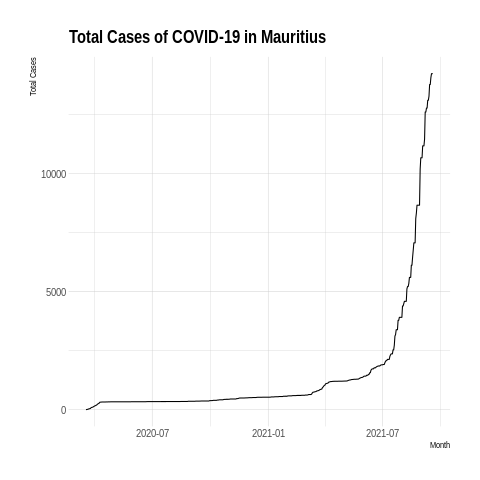 Total Cases of COVID-19 in Mauritius
Total Cases
10000
5000
0
2020-07
2021-01
2021-07
Month